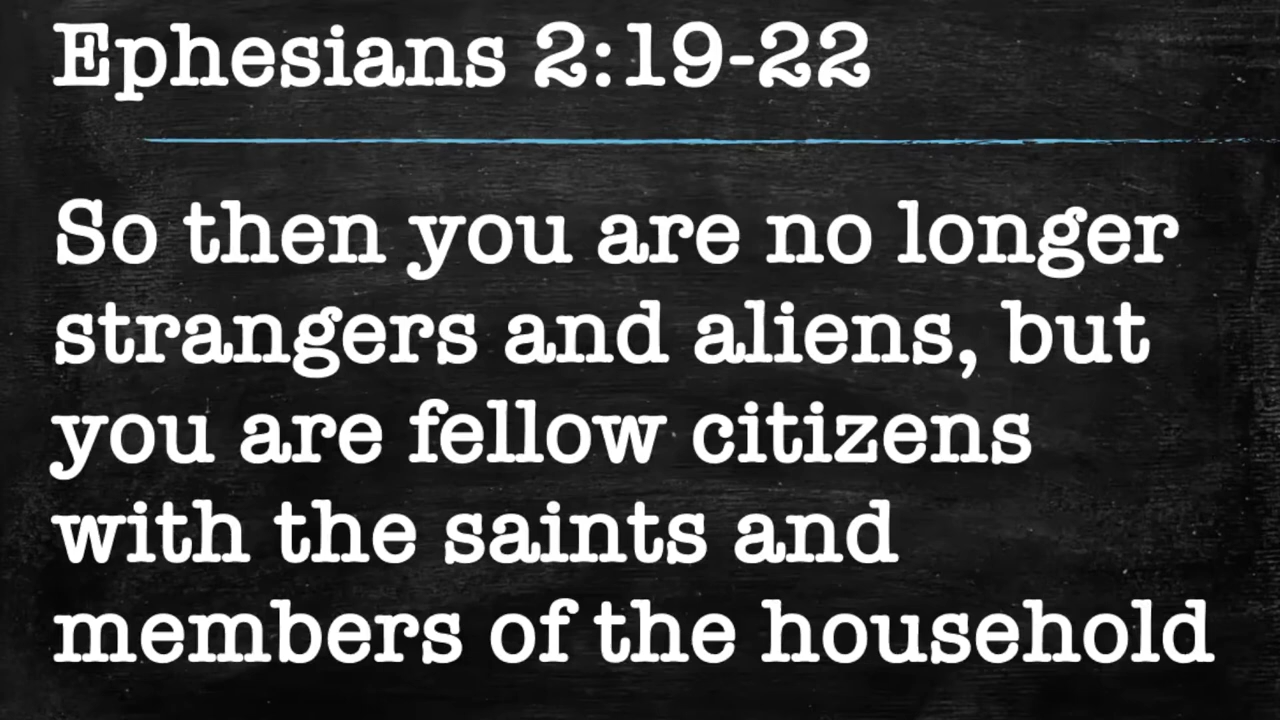 Ephesians 2:19-22
So then you are no longer
strangers and aliens, but
you are fellow citizens
with the saints and
members of the household